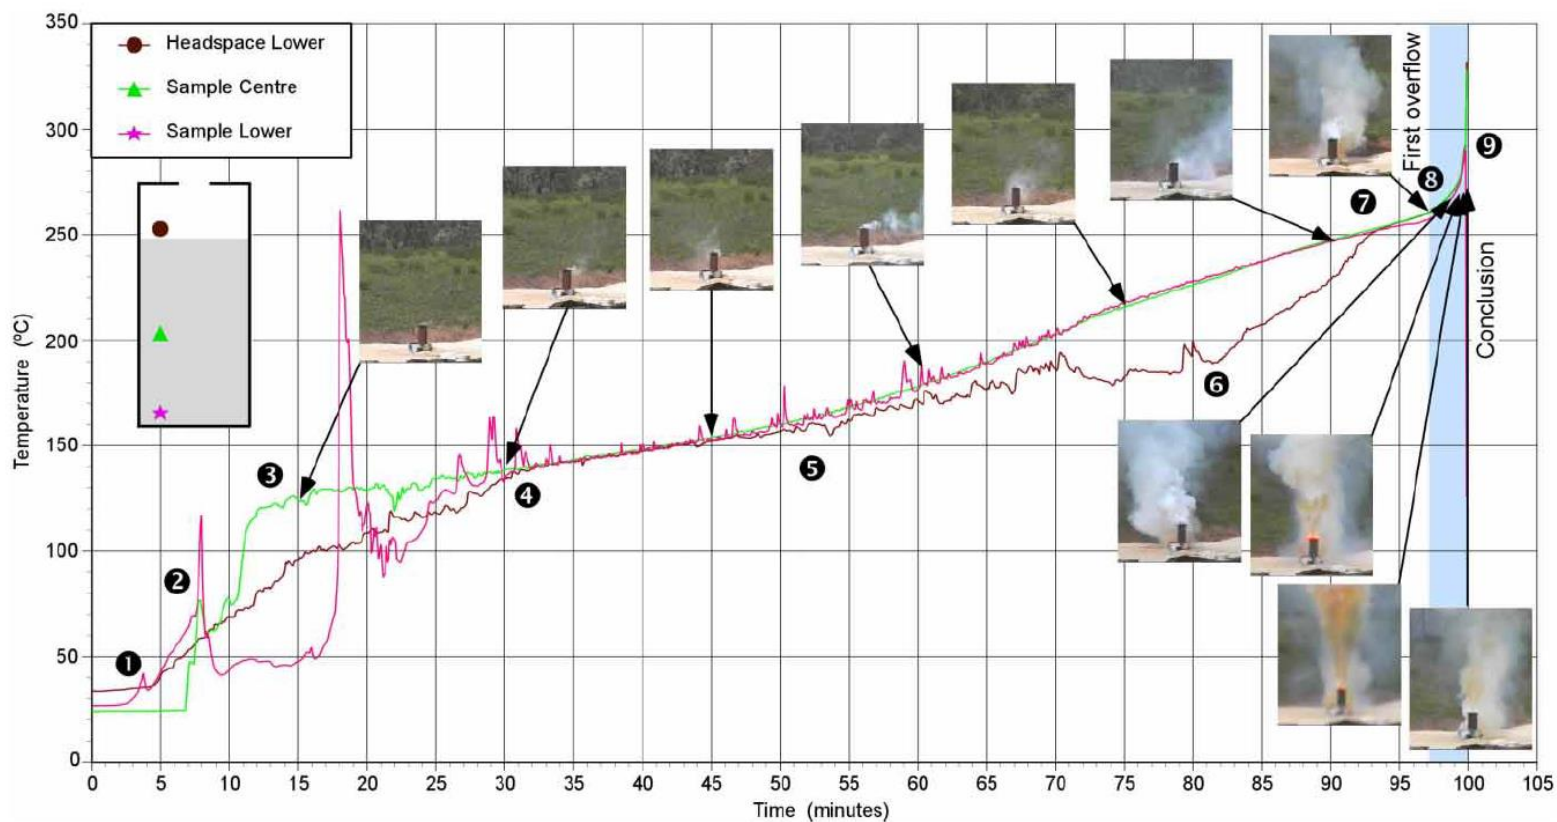 350
300
250
200
150
100
50
0
Temperature (ºC)
Headspace Lower
Sample Centre
Sample Lower
1
2
3
4
5
6
7
8
9
First overflow
Conclusion
0 5 10 15 20 25 30 35 40 45 50 55 60 65 70 75 80 85 90 95 100 105
Time (minutes)